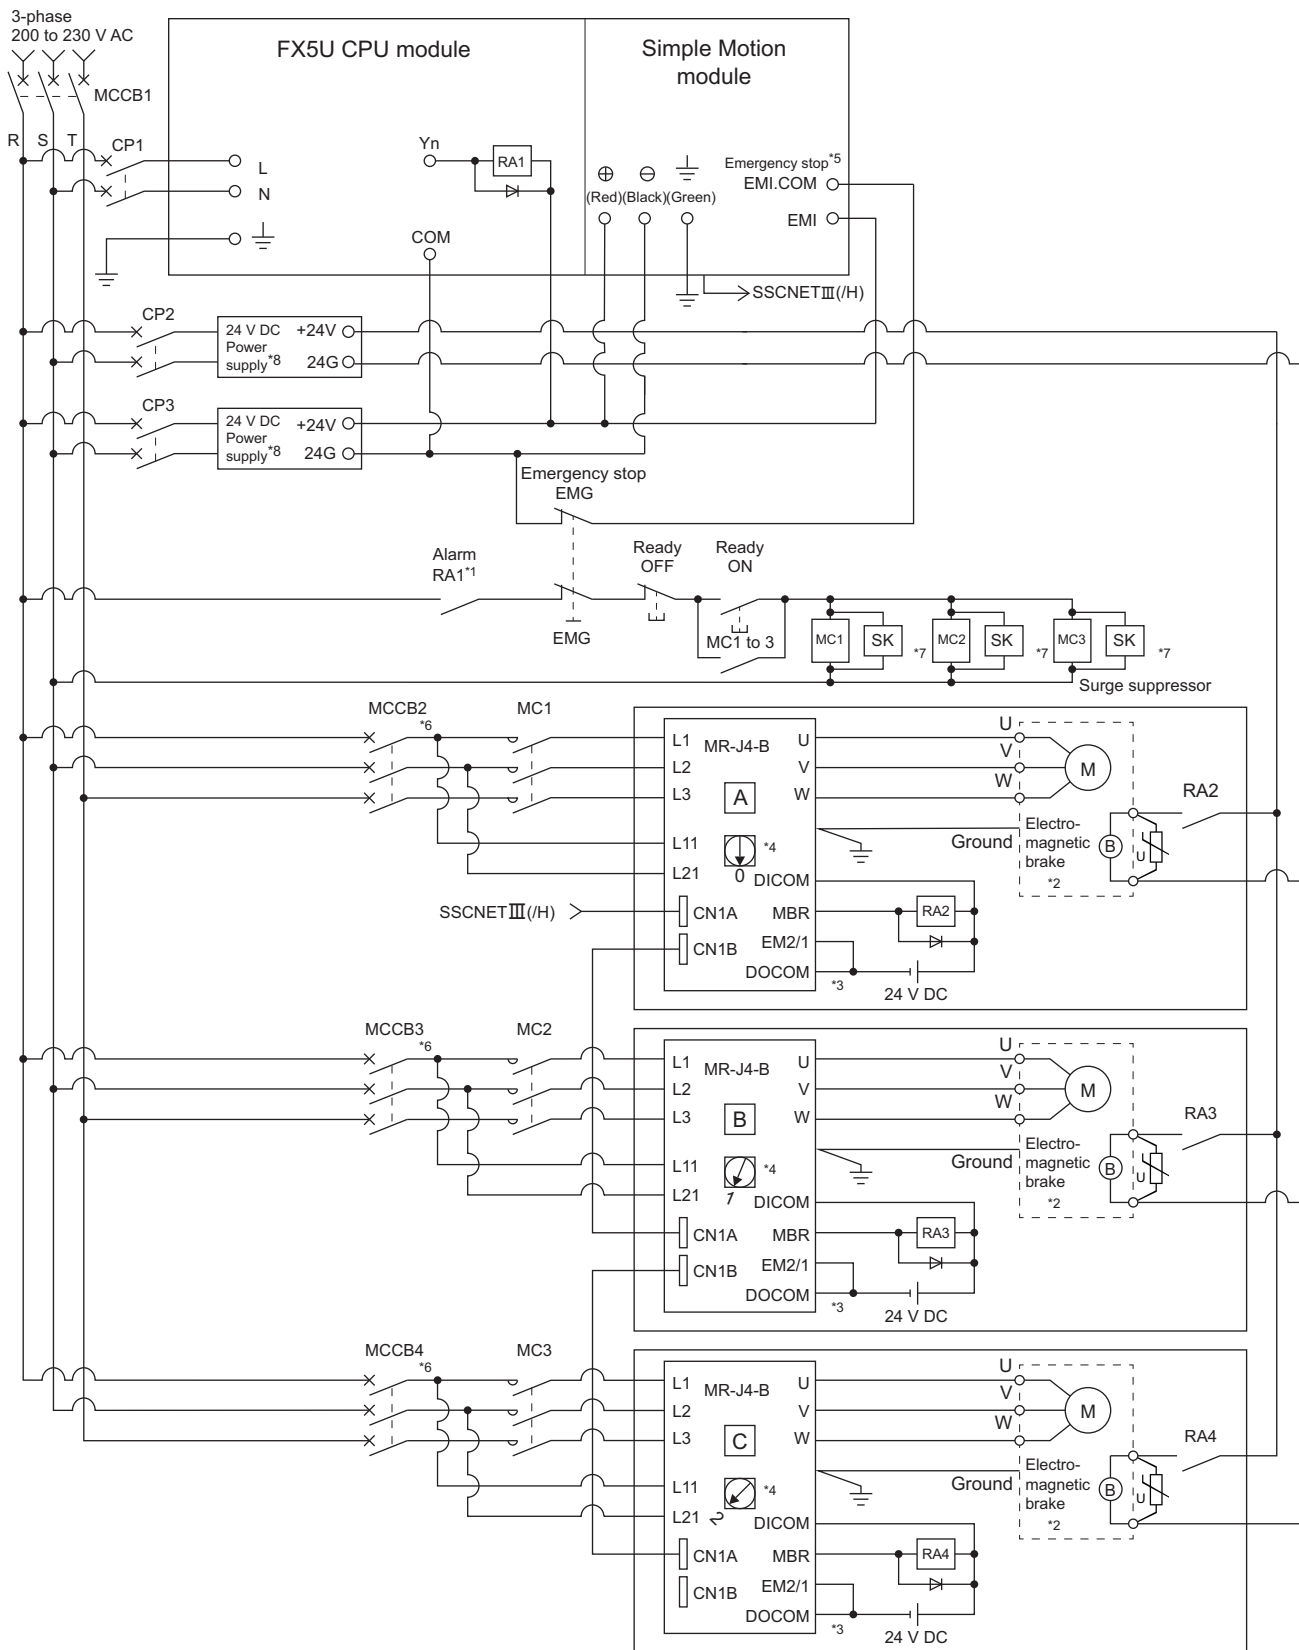 3-phase
200 to 230 V AC
MCCB1
R S T
FX5U CPU module
Simple Motion
module
CP1
L
N
Yn
RA1
COM
⊕ ⊖
(Red)(Black)(Green)
Emergency stop*5
EMI.COM
EMI
SSCNETⅢ(/H)
CP2
24 V DC
Power
supply*8
+24V
24G
CP3
24 V DC
Power
supply*8
+24V
24G
Emergency stop
EMG
Alarm
RA1*1
EMG
Ready
OFF
Ready
ON
MC1 to 3
MC1
SK
*7
MC2
SK
*7
MC3
SK
*7
Surge suppressor
MCCB2
*6
MC1
L1
L2
L3
L11
L21
MR-J4-B
A
*4
0
U
V
W
DICOM
MBR
EM2/1
DOCOM
CN1A
CN1B
SSCNETⅢ(/H)
RA2
*3
24 V DC
U
V
W
M
Ground
Electro-
magnetic
brake
*2
B
U
RA2
MCCB3
*6
MC2
L1
L2
L3
L11
L21
MR-J4-B
B
*4
1
U
V
W
DICOM
MBR
EM2/1
DOCOM
CN1A
CN1B
RA3
*3
24 V DC
U
V
W
M
Ground
Electro-
magnetic
brake
*2
B
U
RA3
MCCB4
*6
MC3
L1
L2
L3
L11
L21
MR-J4-B
C
*4
2
U
V
W
DICOM
MBR
EM2/1
DOCOM
CN1A
CN1B
RA4
*3
24 V DC
U
V
W
M
Ground
Electro-
magnetic
brake
*2
B
U
RA4